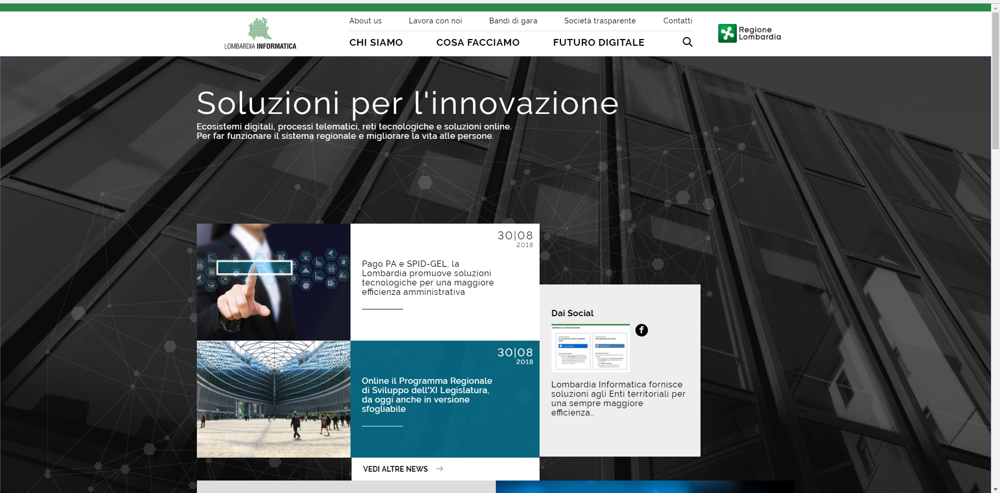 About us
Lavora con noi
Bandi di gara
Società trasparente
Contatti
LOMBARDIA INFORMATICA
CHI SIAMO
COSA FACCIAMO
FUTURO DIGITALE
Regione
Lombardia
Soluzioni per l'innovazione
Ecosistemi digitali, processi telematici, reti tecnologiche e soluzioni online.
Per far funzionare il sistema regionale e migliorare la vita alle persone.
30|08
2018
Pago PA e SPID-GEL, la
Lombardia promuove soluzioni
tecnologiche per una maggiore
efficienza amministrativa
30|08
2018
Online il Programma Regionale
di Sviluppo dell'XI Legislatura,
da oggi anche in versione
sfogliabile
VEDI ALTRE NEWS
Dai Social
SERVIZIO DI AUTENTICAZIONE
Lombardia Informatica fornisce
soluzioni agli Enti territoriali per
una sempre maggiore
efficienza...